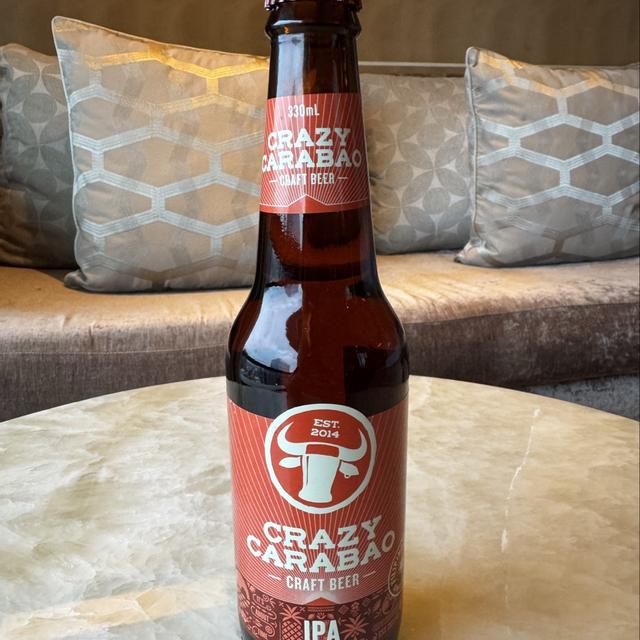 330mL
CRAZY
CARABAO
CRAFT BEER
EST.
2014
CRAZY
CARABAO
CRAFT BEER
IPA